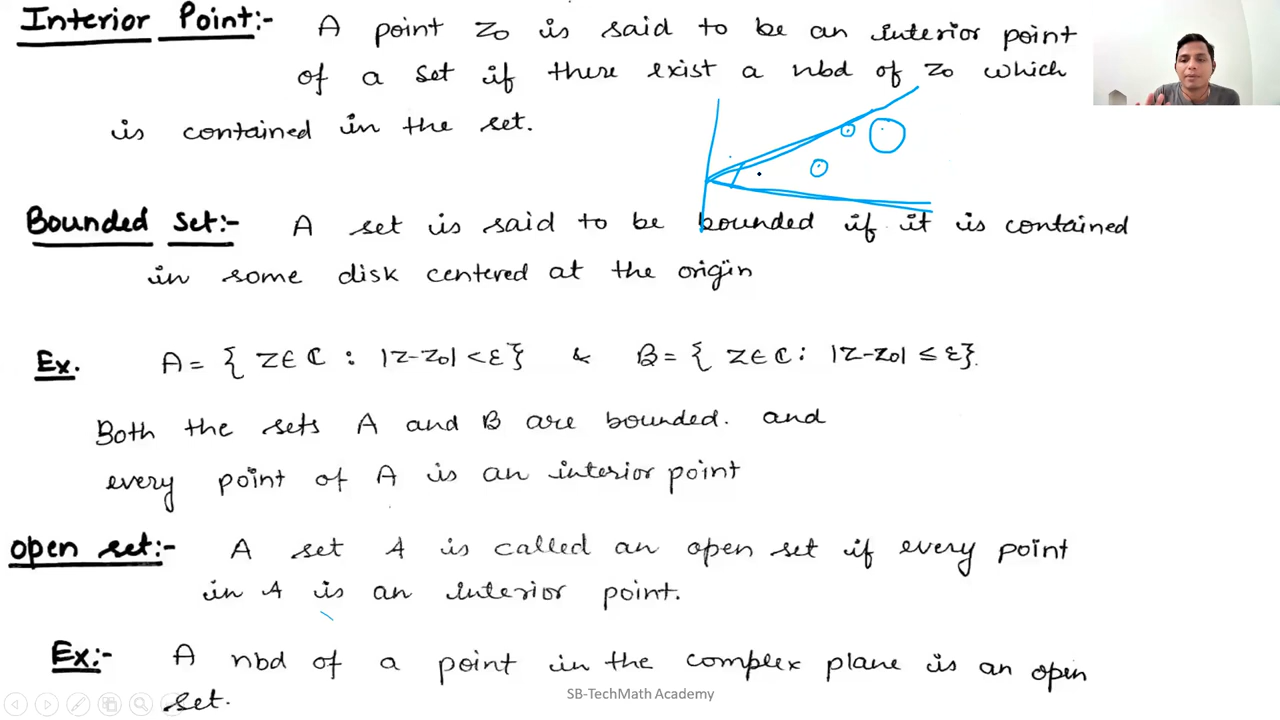 Interior Point:- A point z0 is said to be an interior point
of a set if there exist a nbd of z0 which
is contained in the set.
Bounded set:- A set is said to be bounded if it is contained
in some disk centered at the origin
Ex. A = { z∈ ℂ : |z-z0| < ε } & B = { z∈ ℂ : |z-z0| ≤ ε }.
Both the sets A and B are bounded. and
every point of A is an interior point
open set:- A set A is called an open set if every point
in A is an interior point.
Ex:- A nbd of a point in the complex plane is an open
set.
SB-TechMath Academy